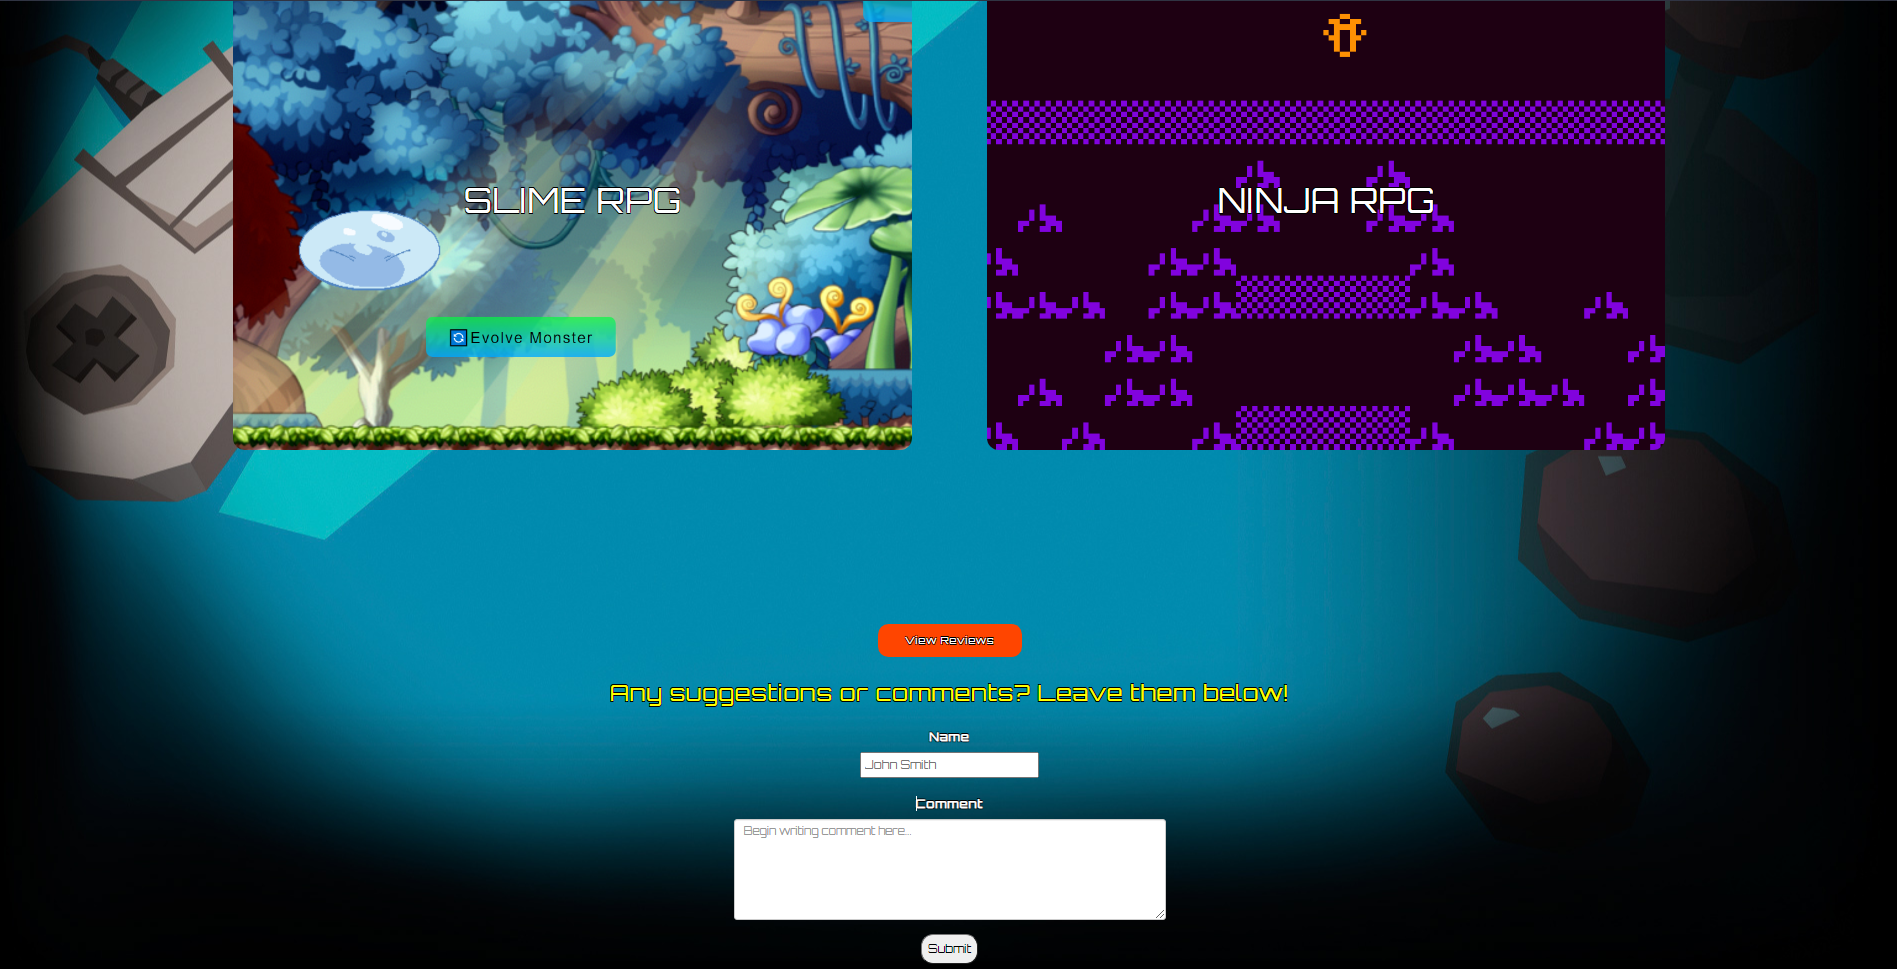 SLIME RPG
NINJA RPG
Evolve Monster
View Reviews
Any suggestions or comments? Leave them below!
Name
John Smith
Comment
Begin writing comment here...
Submit